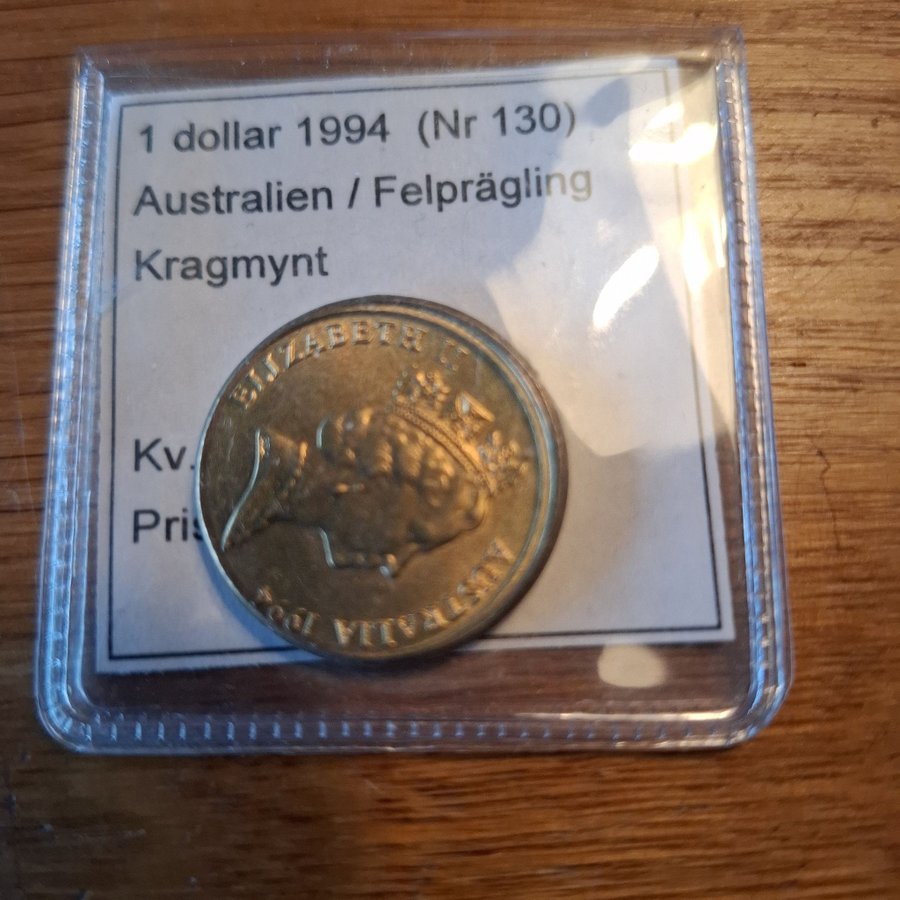 1 dollar 1994 (Nr 130)
Australien / Felprägling
Kragmynt
Kv.
Pris
ELIZABETH II
AUSTRALIA 1994